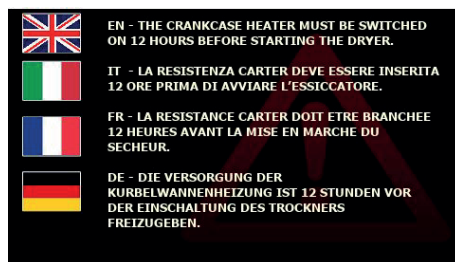 EN - THE CRANKCASE HEATER MUST BE SWITCHED
ON 12 HOURS BEFORE STARTING THE DRYER.
IT - LA RESISTENZA CARTER DEVE ESSERE INSERITA
12 ORE PRIMA DI AVVIARE L'ESSICCATORE.
FR - LA RESISTANCE CARTER DOIT ETRE BRANCHEE
12 HEURES AVANT LA MISE EN MARCHE DU
SECHEUR.
DE - DIE VERSORGUNG DER
KURBELWANNENHEIZUNG IST 12 STUNDEN VOR
DER EINSCHALTUNG DES TROCKNERS
FREIZUGEBEN.